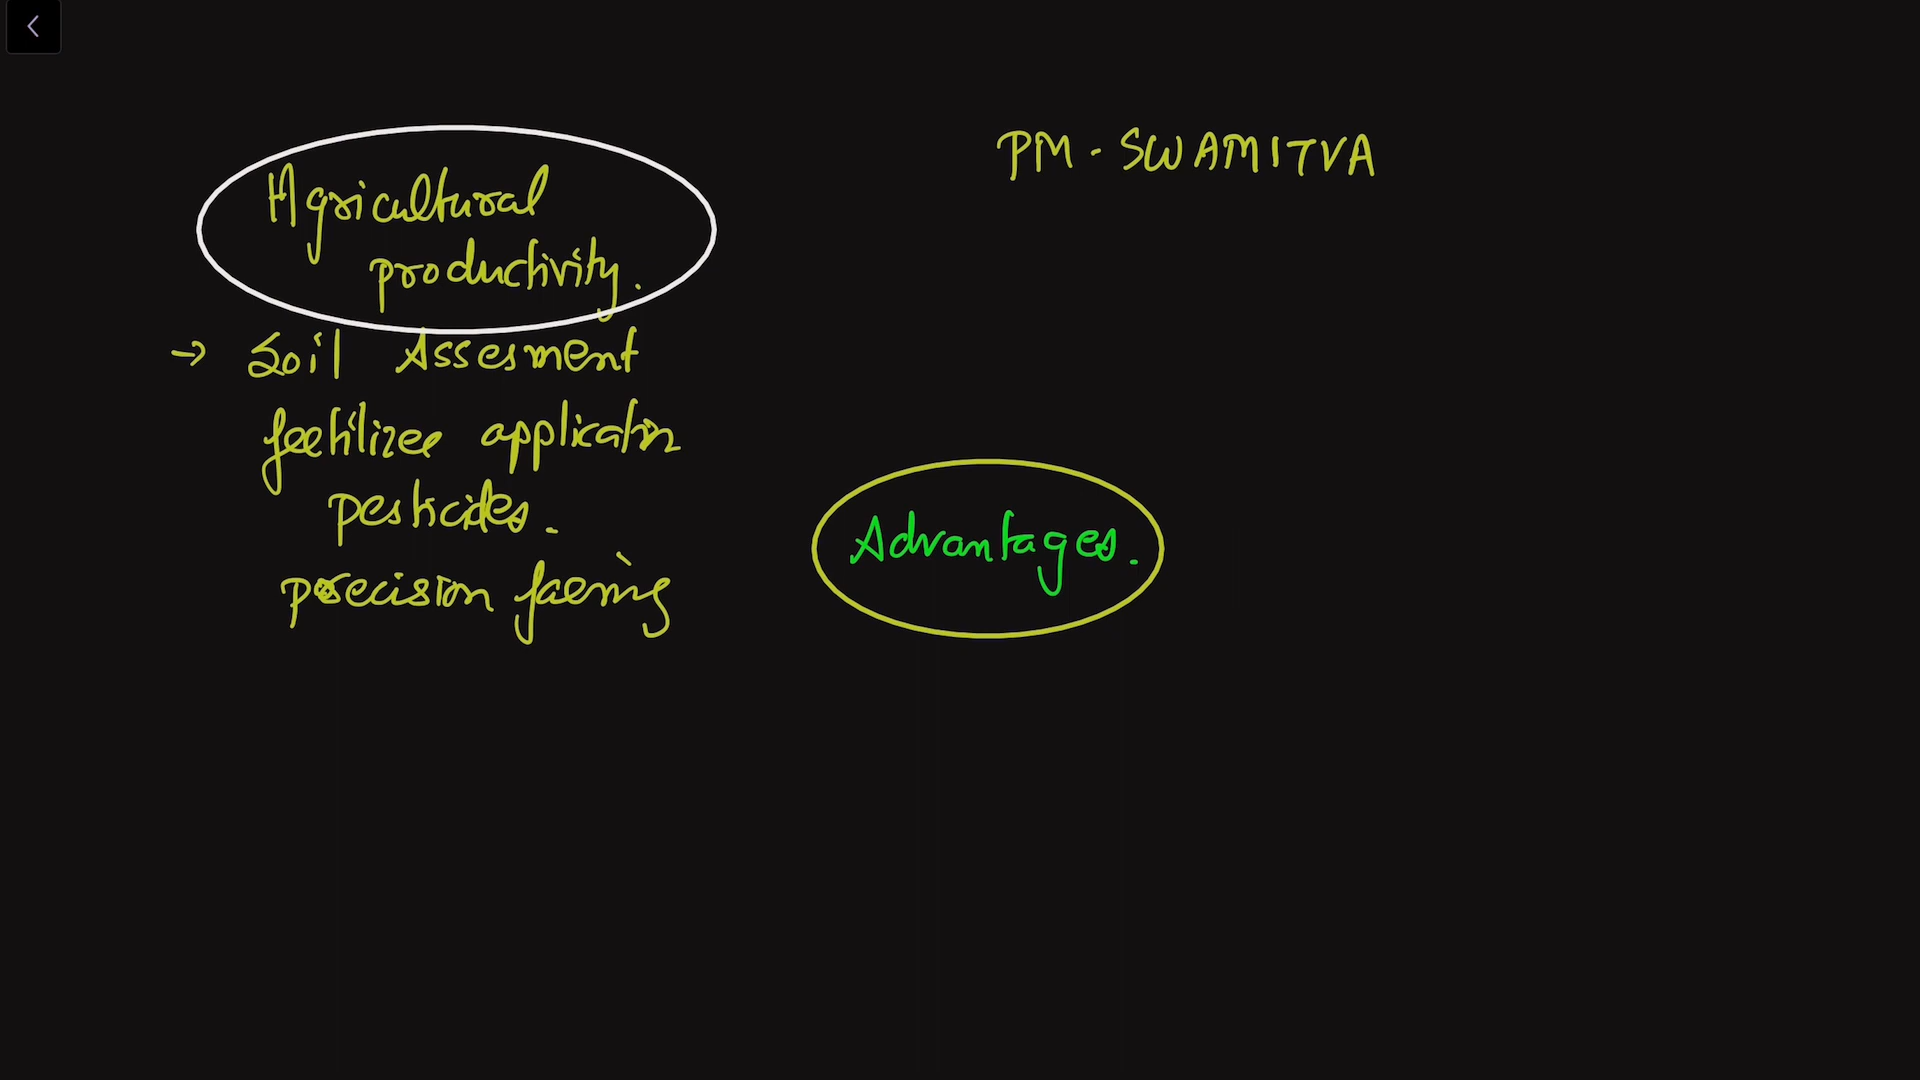 Agricultural
productivity.
→ Soil Assesment
fertilizer application
pesticides.
precision farming
PM - SWAMITVA
Advantages.